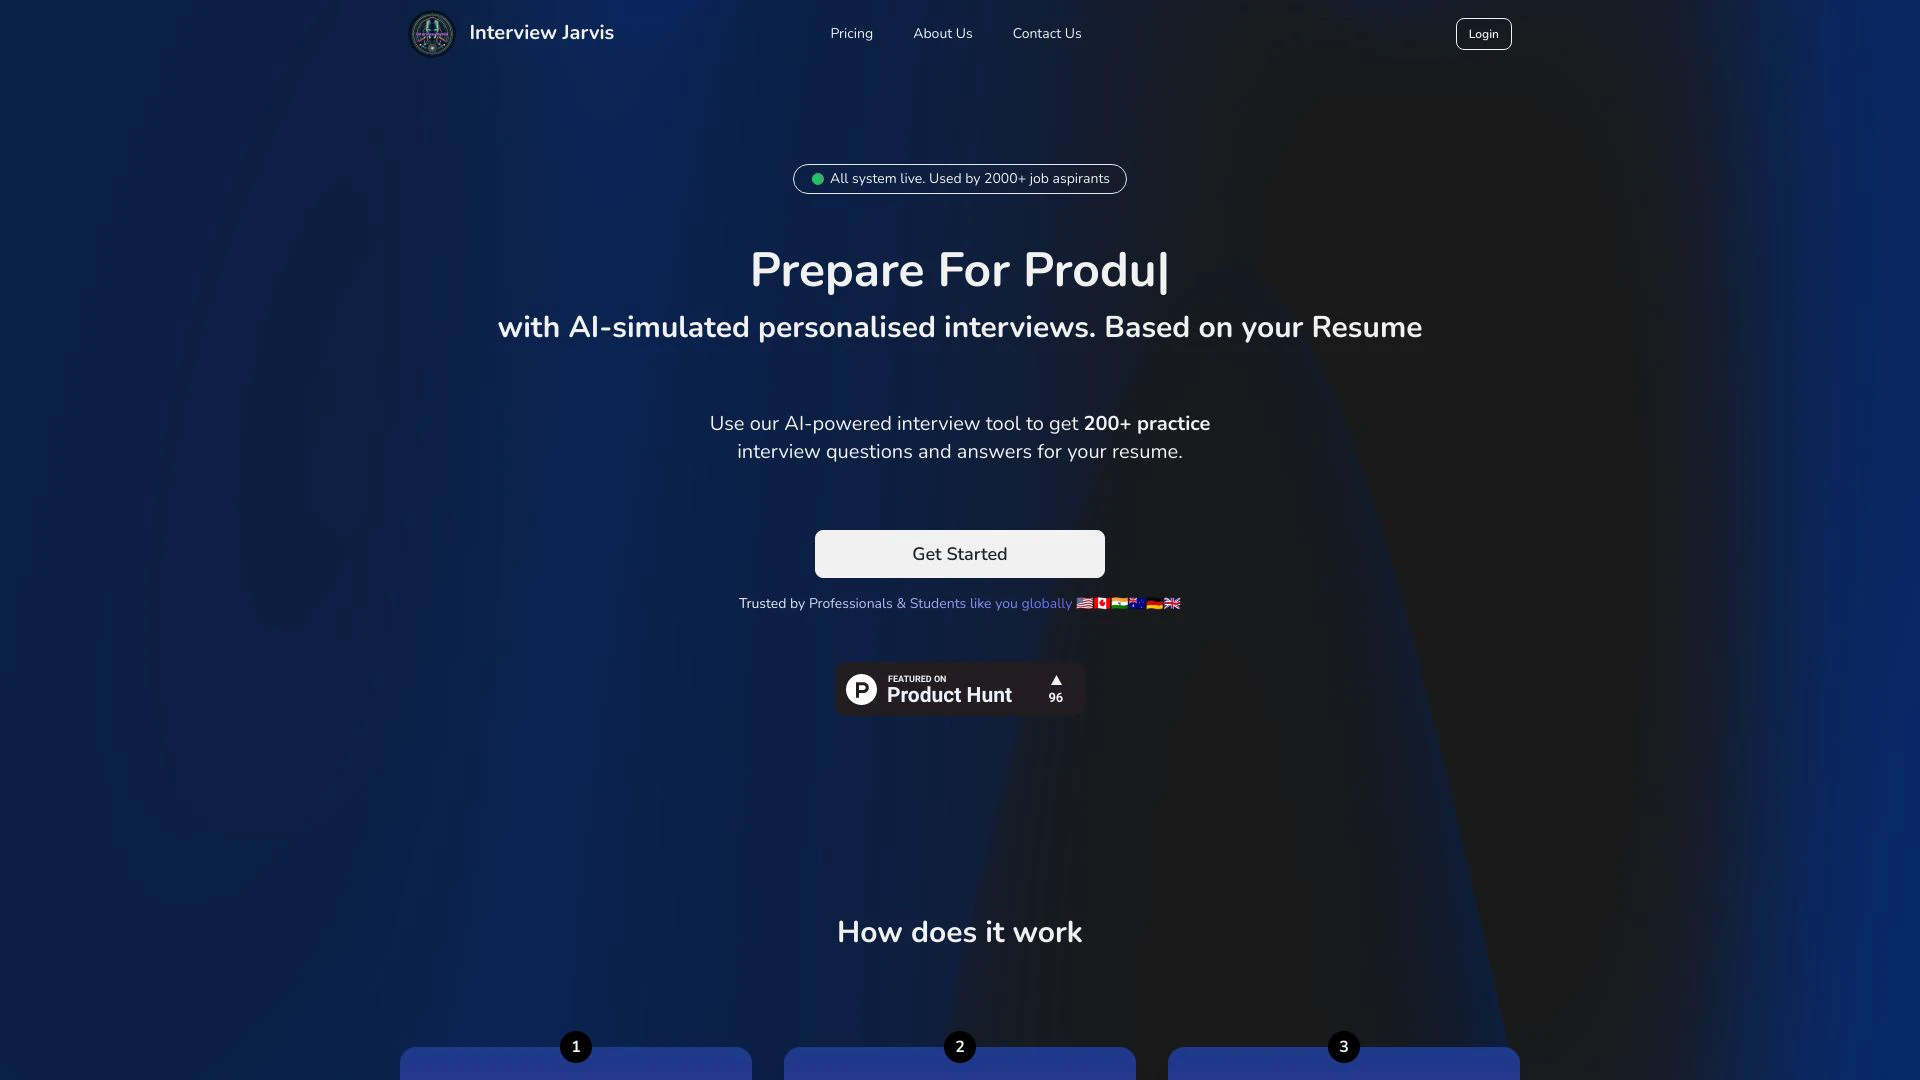 Interview Jarvis
Pricing
About Us
Contact Us
Login
All system live. Used by 2000+ job aspirants
Prepare For Produ|
with AI-simulated personalised interviews. Based on your Resume
Use our AI-powered interview tool to get 200+ practice
interview questions and answers for your resume.
Get Started
Trusted by Professionals & Students like you globally 🇺🇸🇨🇦🇮🇳🇦🇺🇩🇪🇬🇧
P
FEATURED ON
Product Hunt
▲
96
How does it work
1
2
3